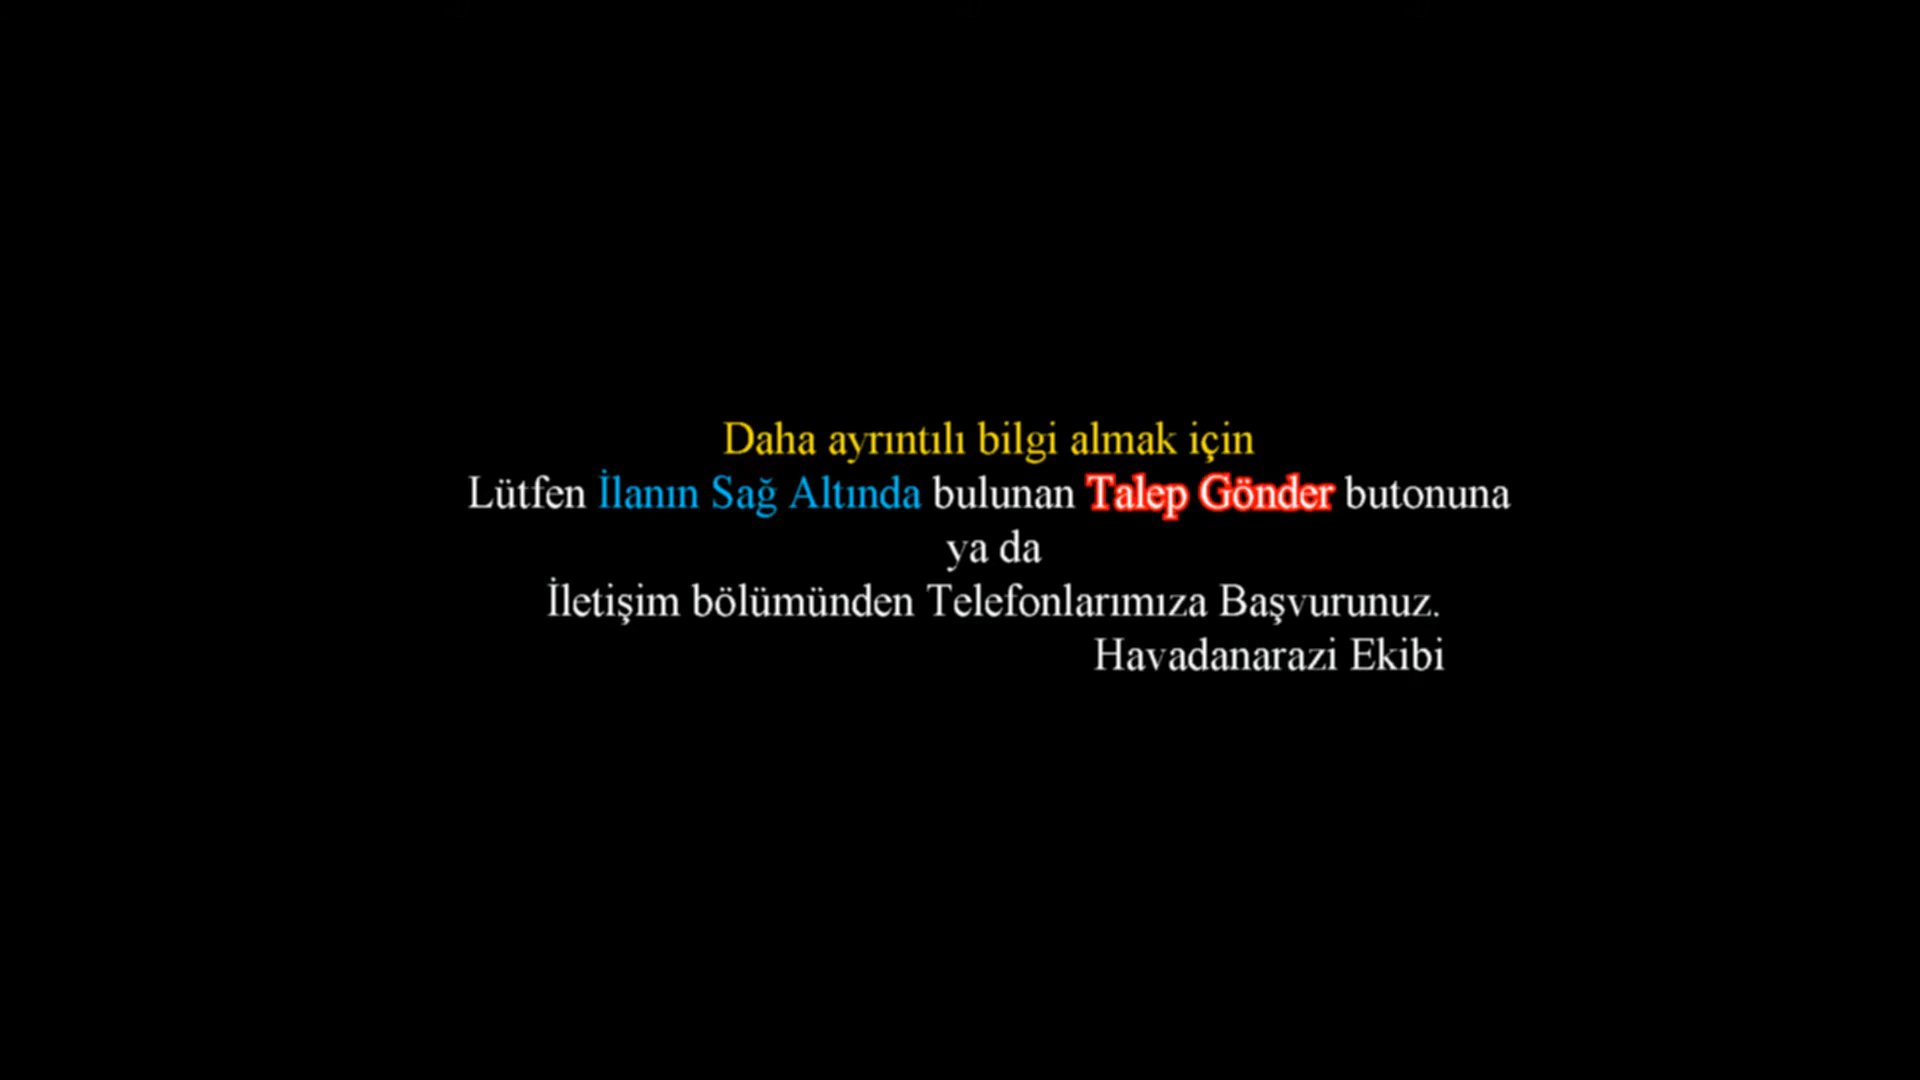 Daha ayrıntılı bilgi almak için
Lütfen İlanın Sağ Altında bulunan Talep Gönder butonuna
ya da
İletişim bölümünden Telefonlarımıza Başvurunuz.
Havadanarazi Ekibi